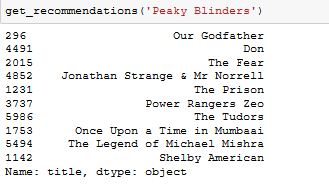 get_recommendations('Peaky Blinders')
296 Our Godfather
4491 Don
2015 The Fear
4852 Jonathan Strange & Mr Norrell
1231 The Prison
3737 Power Rangers Zeo
5986 The Tudors
1753 Once Upon a Time in Mumbaai
5494 The Legend of Michael Mishra
1142 Shelby American
Name: title, dtype: object